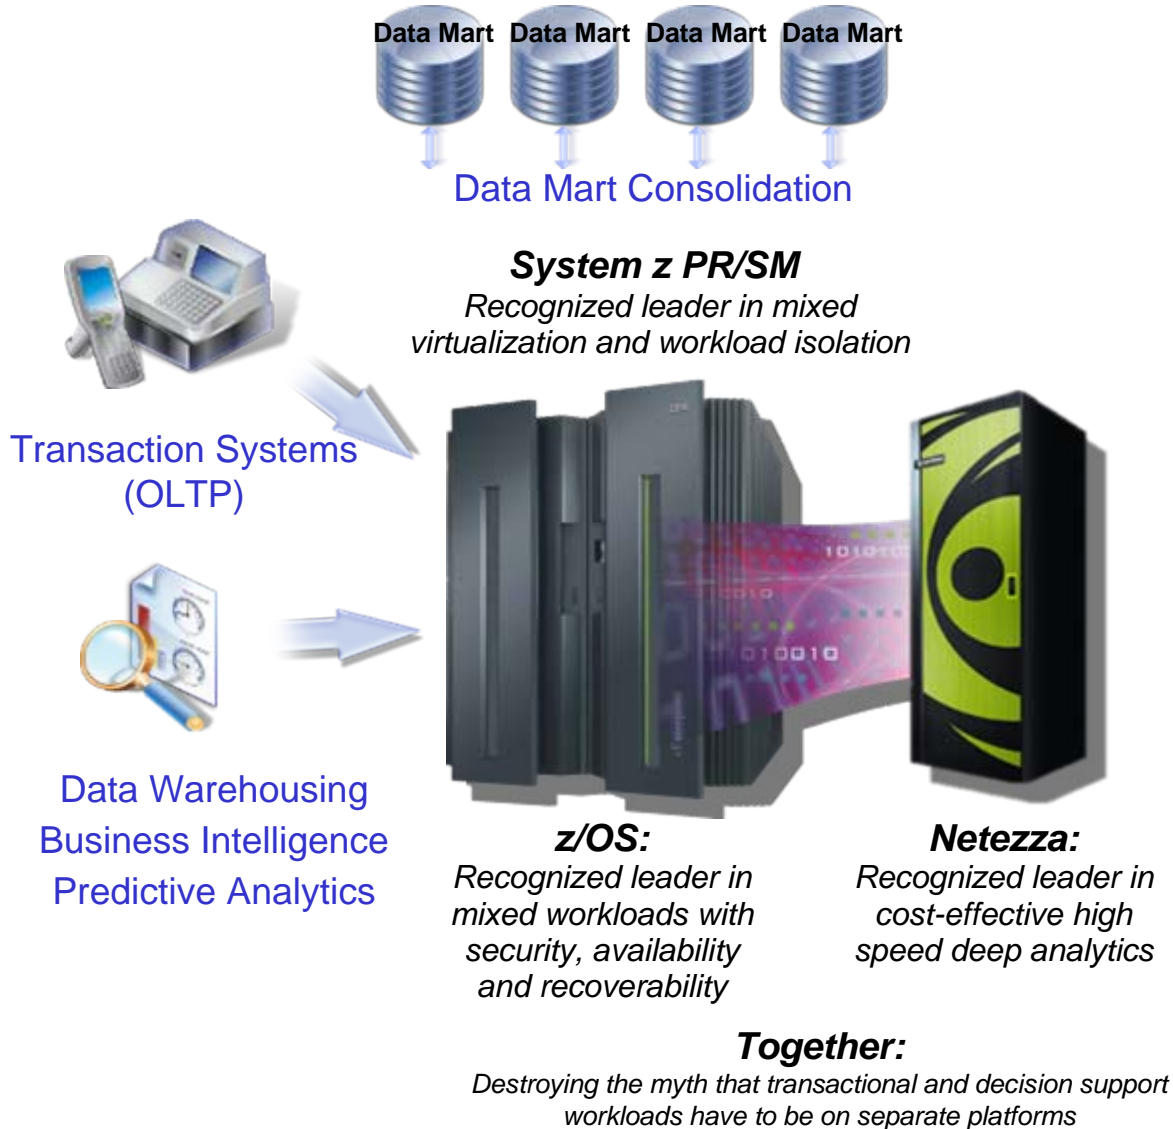 Data Mart Data Mart Data Mart Data Mart
Data Mart Consolidation
System z PR/SM
Recognized leader in mixed
virtualization and workload isolation
Transaction Systems
(OLTP)
101010
10010
010010
Data Warehousing
Business Intelligence
Predictive Analytics
z/OS:
Recognized leader in
mixed workloads with
security, availability
and recoverability
Netezza:
Recognized leader in
cost-effective high
speed deep analytics
Together:
Destroying the myth that transactional and decision support
workloads have to be on separate platforms